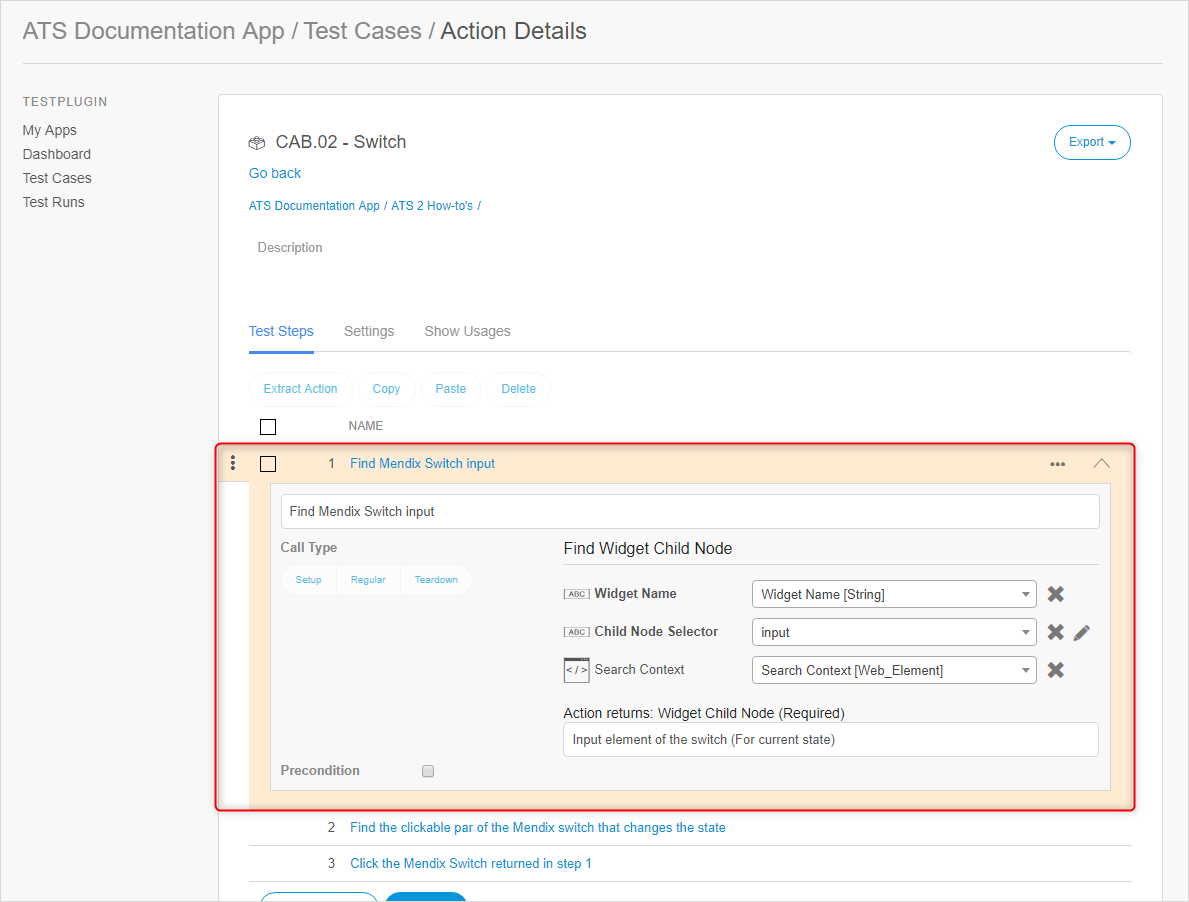 ATS Documentation App / Test Cases / Action Details
TESTPLUGIN
My Apps
Dashboard
Test Cases
Test Runs
CAB.02 - Switch
Export
Go back
ATS Documentation App / ATS 2 How-to's /
Description
Test Steps Settings Show Usages
Extract Action Copy Paste Delete
NAME
1 Find Mendix Switch input
Find Mendix Switch input
Call Type
Setup Regular Teardown
Find Widget Child Node
ABC Widget Name Widget Name [String]
ABC Child Node Selector input
</> Search Context Search Context [Web_Element]
Action returns: Widget Child Node (Required)
Input element of the switch (For current state)
Precondition
2 Find the clickable par of the Mendix switch that changes the state
3 Click the Mendix Switch returned in step 1